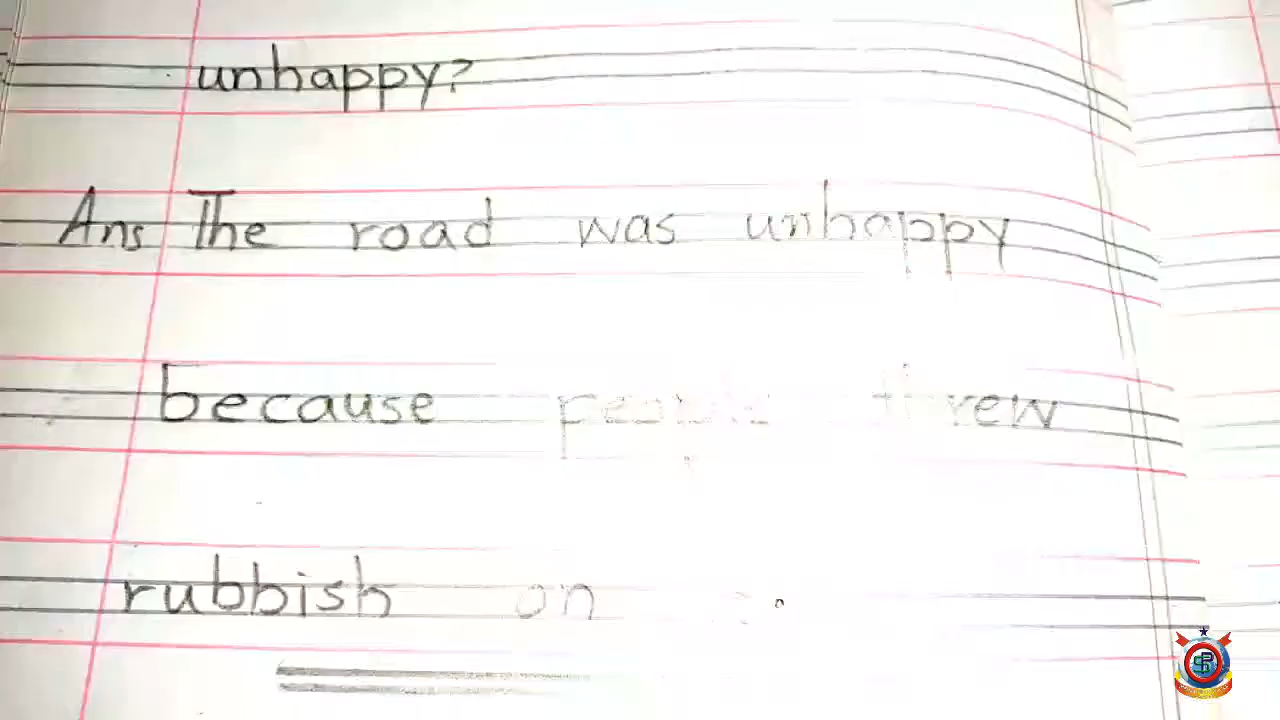 unhappy?
Ans The road was unhappy
because people threw
rubbish on